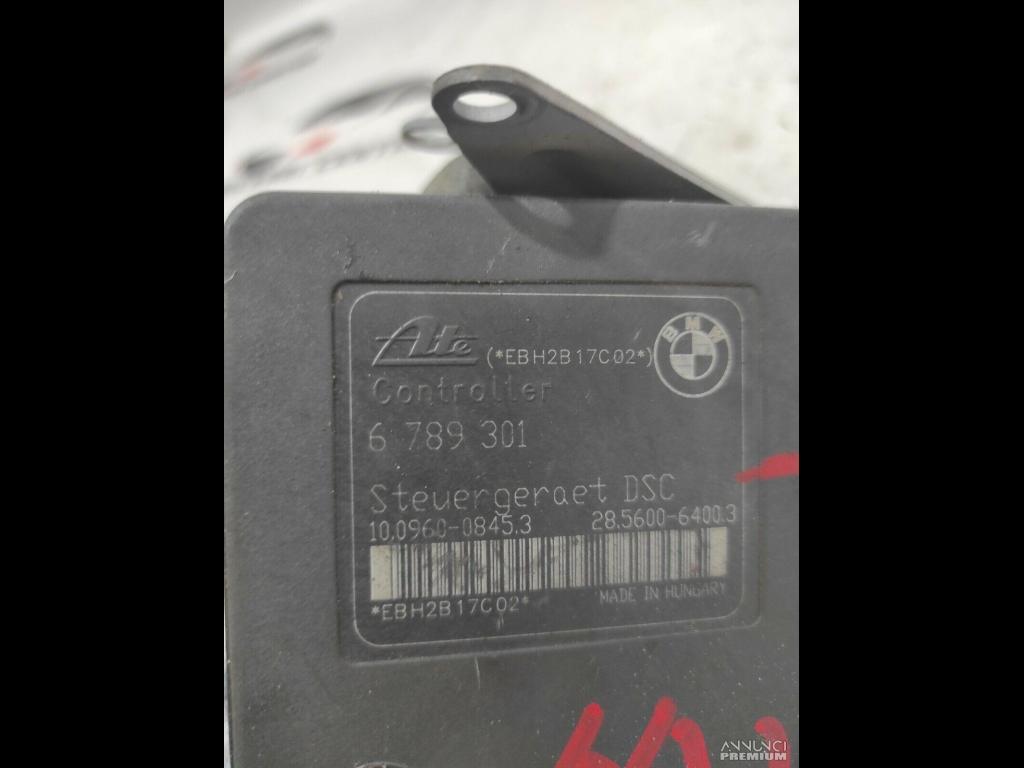 Ate (*EBH2B17C02*) BMW
Controller
6 789 301
Steuergeraet DSC
10.0960-0845.3 28.5600-6400.3
*EBH2B17C02* MADE IN HUNGARY
ANNUNCI
PREMIUM